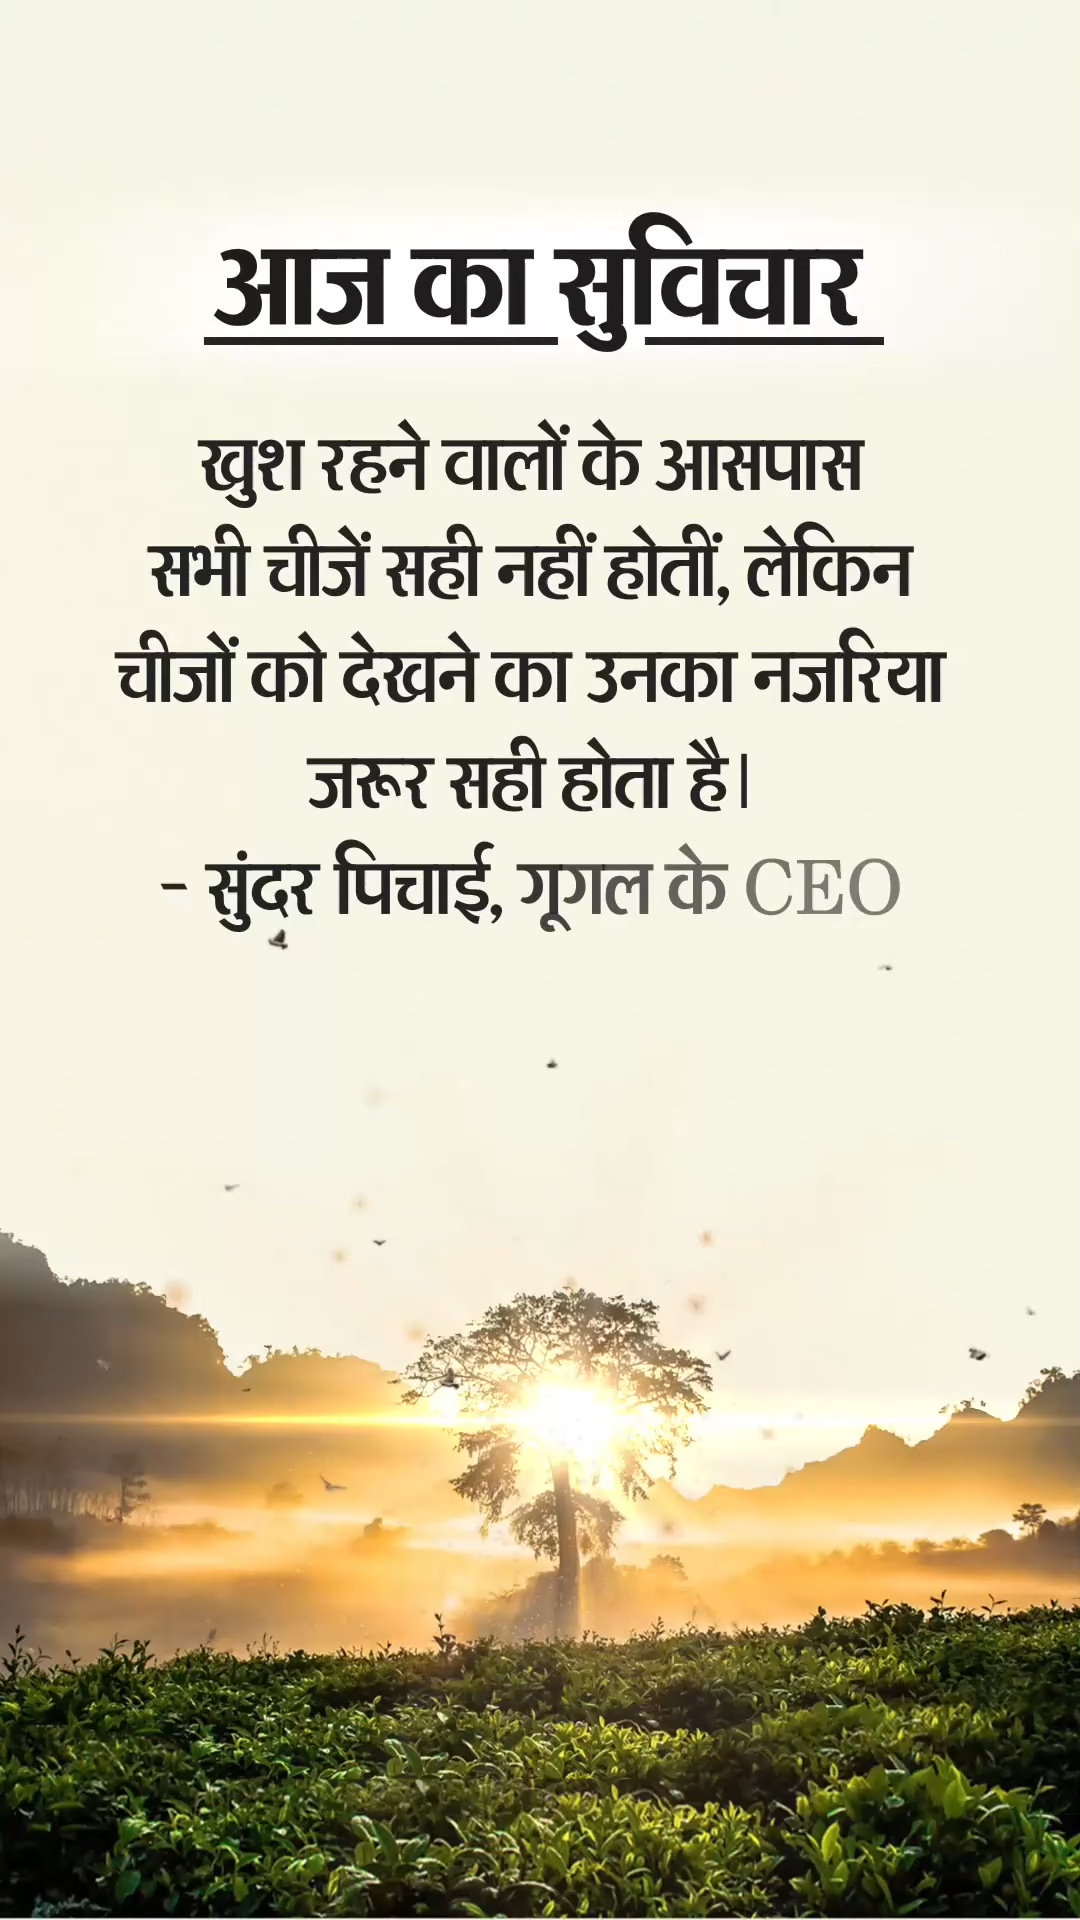 आज का सुविचार
खुश रहने वालों के आसपास
सभी चीजें सही नहीं होतीं, लेकिन
चीजों को देखने का उनका नजरिया
जरूर सही होता है।
- सुंदर पिचाई, गूगल के CEO